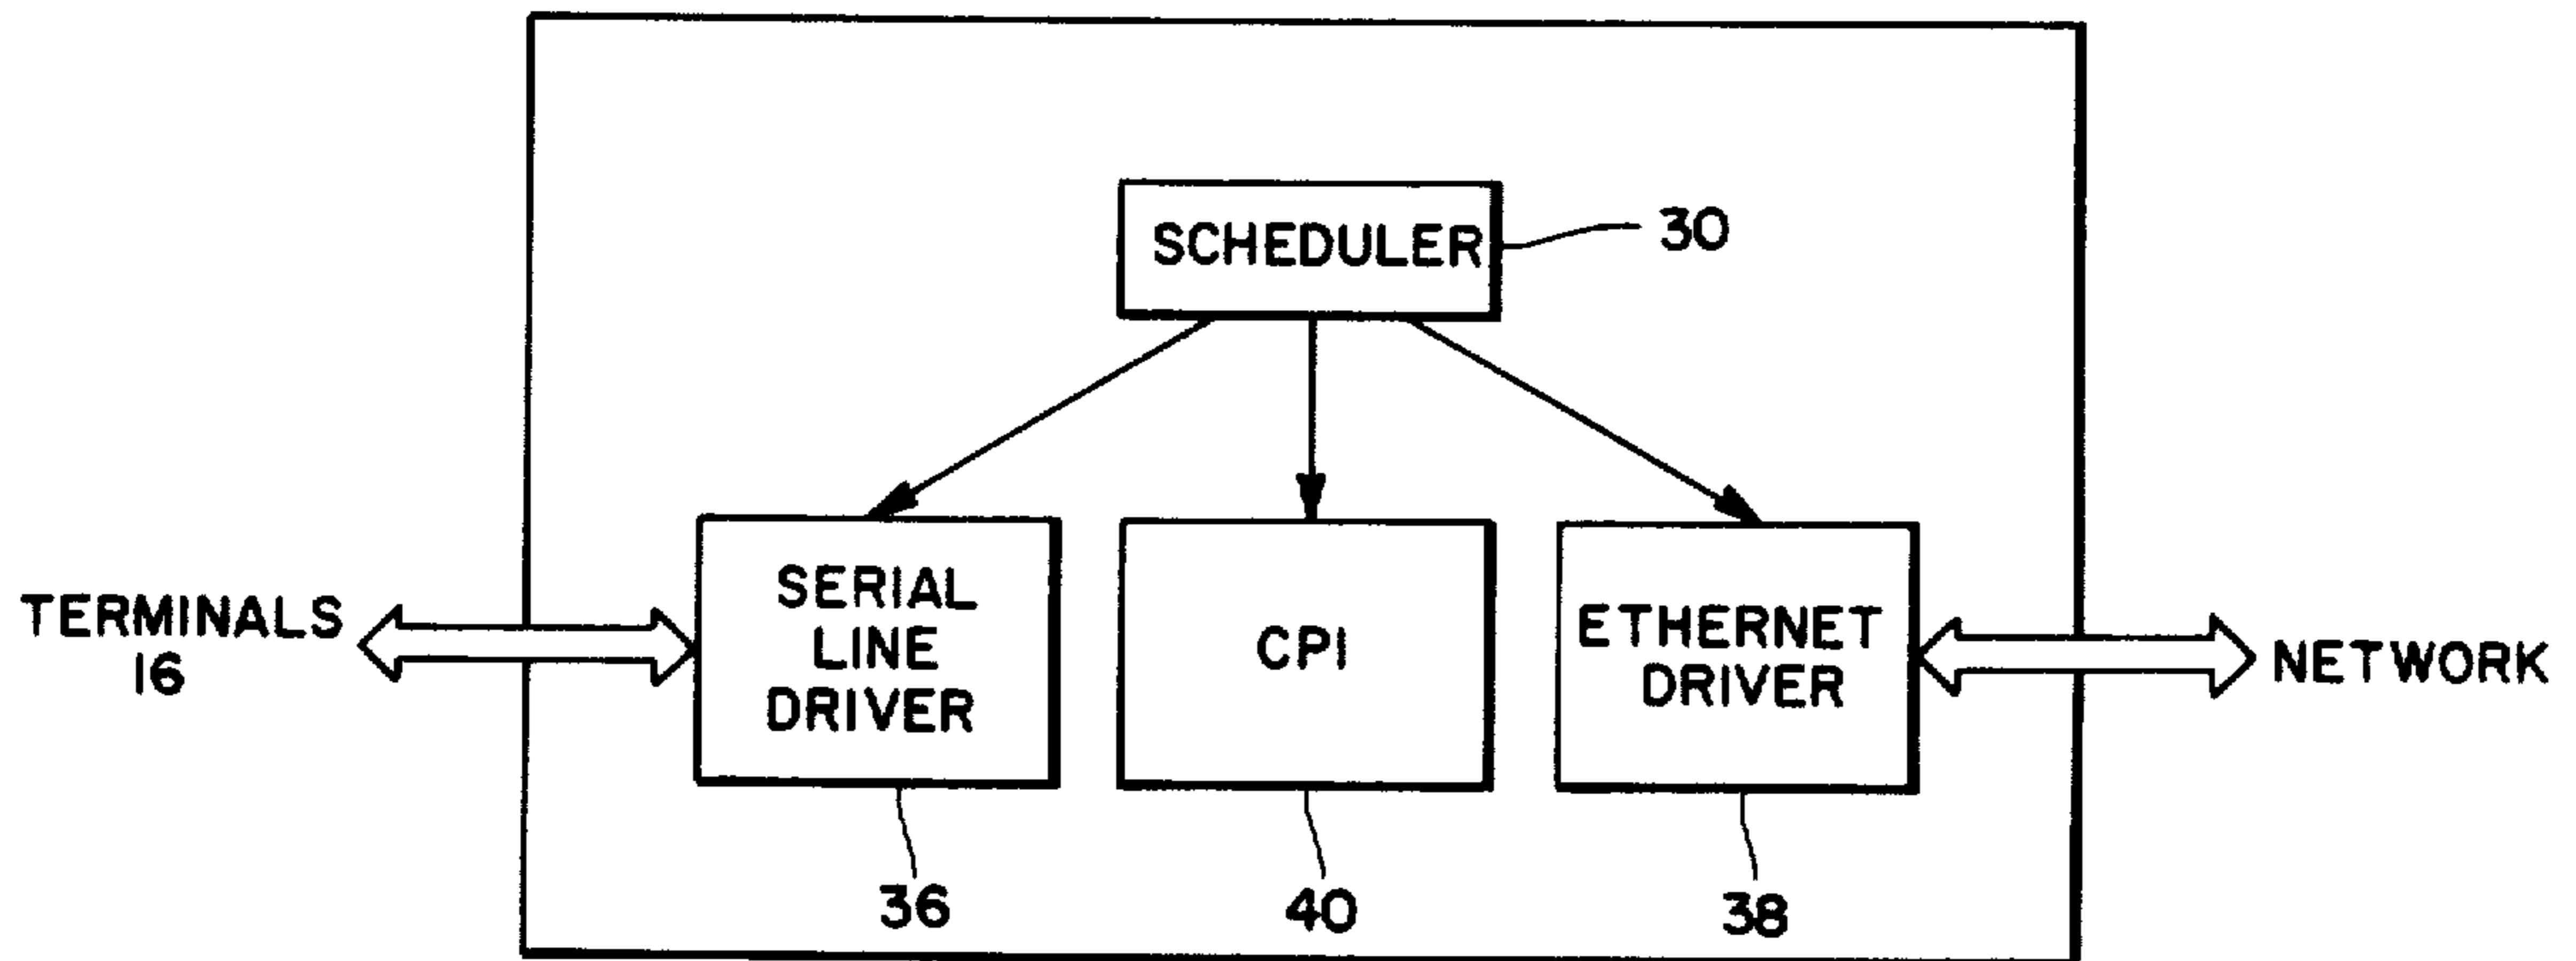 SCHEDULER
30
TERMINALS
16
SERIAL
LINE
DRIVER
CPI
ETHERNET
DRIVER
NETWORK
36
40
38